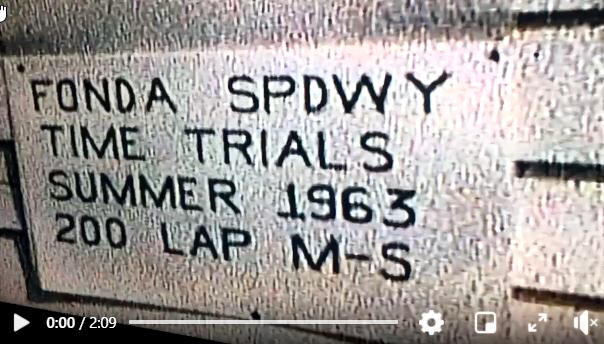 FONDA SPDWY
TIME TRIALS
SUMMER 1963
200 LAP M-S
0:00 / 2:09